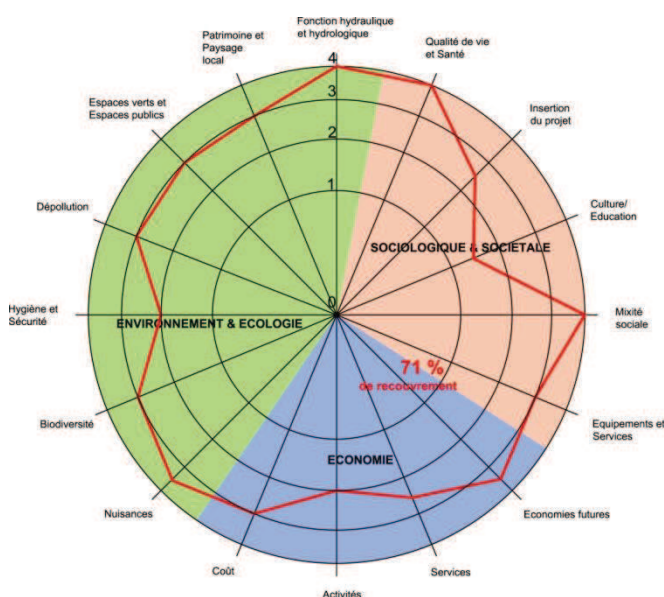 Fonction hydraulique
et hydrologique
Patrimoine et
Paysage
local
Qualité de vie
et Santé
4
3
Espaces verts et
Espaces publics
Insertion
du projet
2
1
Dépollution
Culture/
Education
SOCIOLOGIQUE & SOCIETALE
0
Hygiène et
Sécurité
ENVIRONNEMENT & ECOLOGIE
Mixité
sociale
71 %
de recouvrement
Biodiversité
Equipements et
Services
ECONOMIE
Nuisances
Economies futures
Coût
Services
Activités